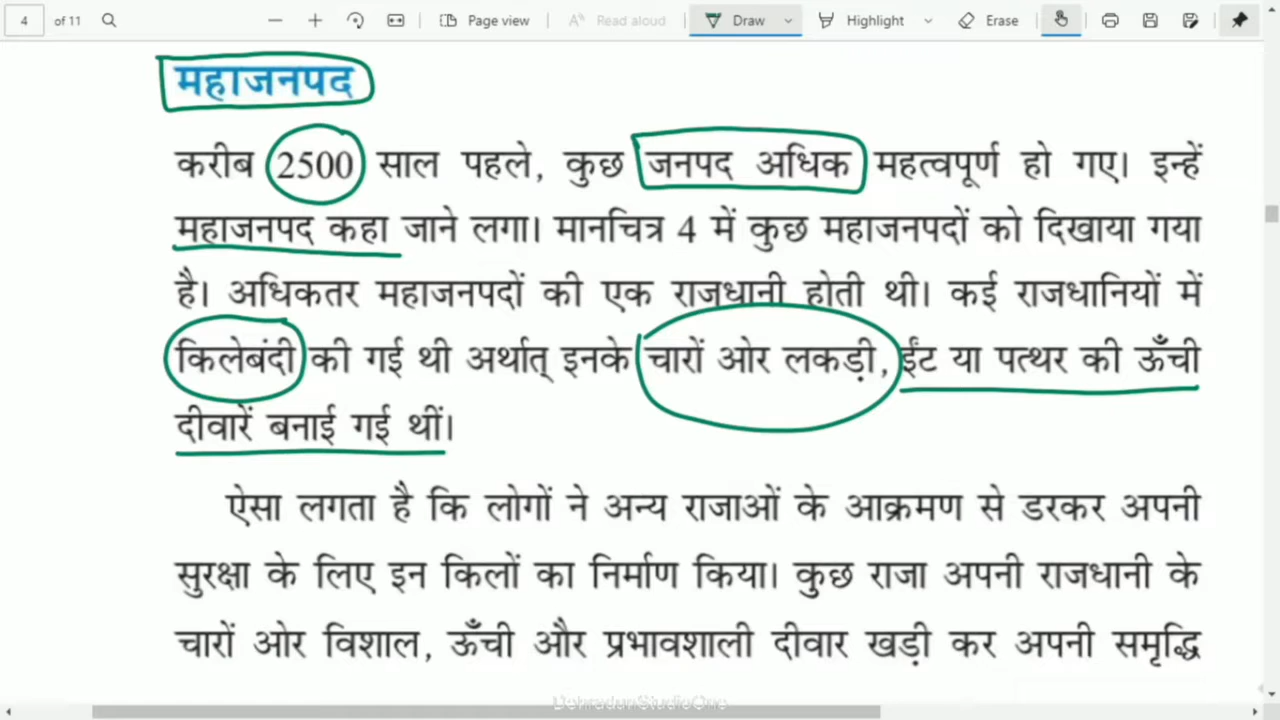 4 of 11 Page view Read aloud Draw Highlight Erase
महाजनपद
करीब 2500 साल पहले, कुछ जनपद अधिक महत्वपूर्ण हो गए। इन्हें
महाजनपद कहा जाने लगा। मानचित्र 4 में कुछ महाजनपदों को दिखाया गया
है। अधिकतर महाजनपदों की एक राजधानी होती थी। कई राजधानियों में
किलेबंदी की गई थी अर्थात् इनके चारों ओर लकड़ी, ईंट या पत्थर की ऊँची
दीवारें बनाई गई थीं।
ऐसा लगता है कि लोगों ने अन्य राजाओं के आक्रमण से डरकर अपनी
सुरक्षा के लिए इन किलों का निर्माण किया। कुछ राजा अपनी राजधानी के
चारों ओर विशाल, ऊँची और प्रभावशाली दीवार खड़ी कर अपनी समृद्धि
DehradunStudioOne